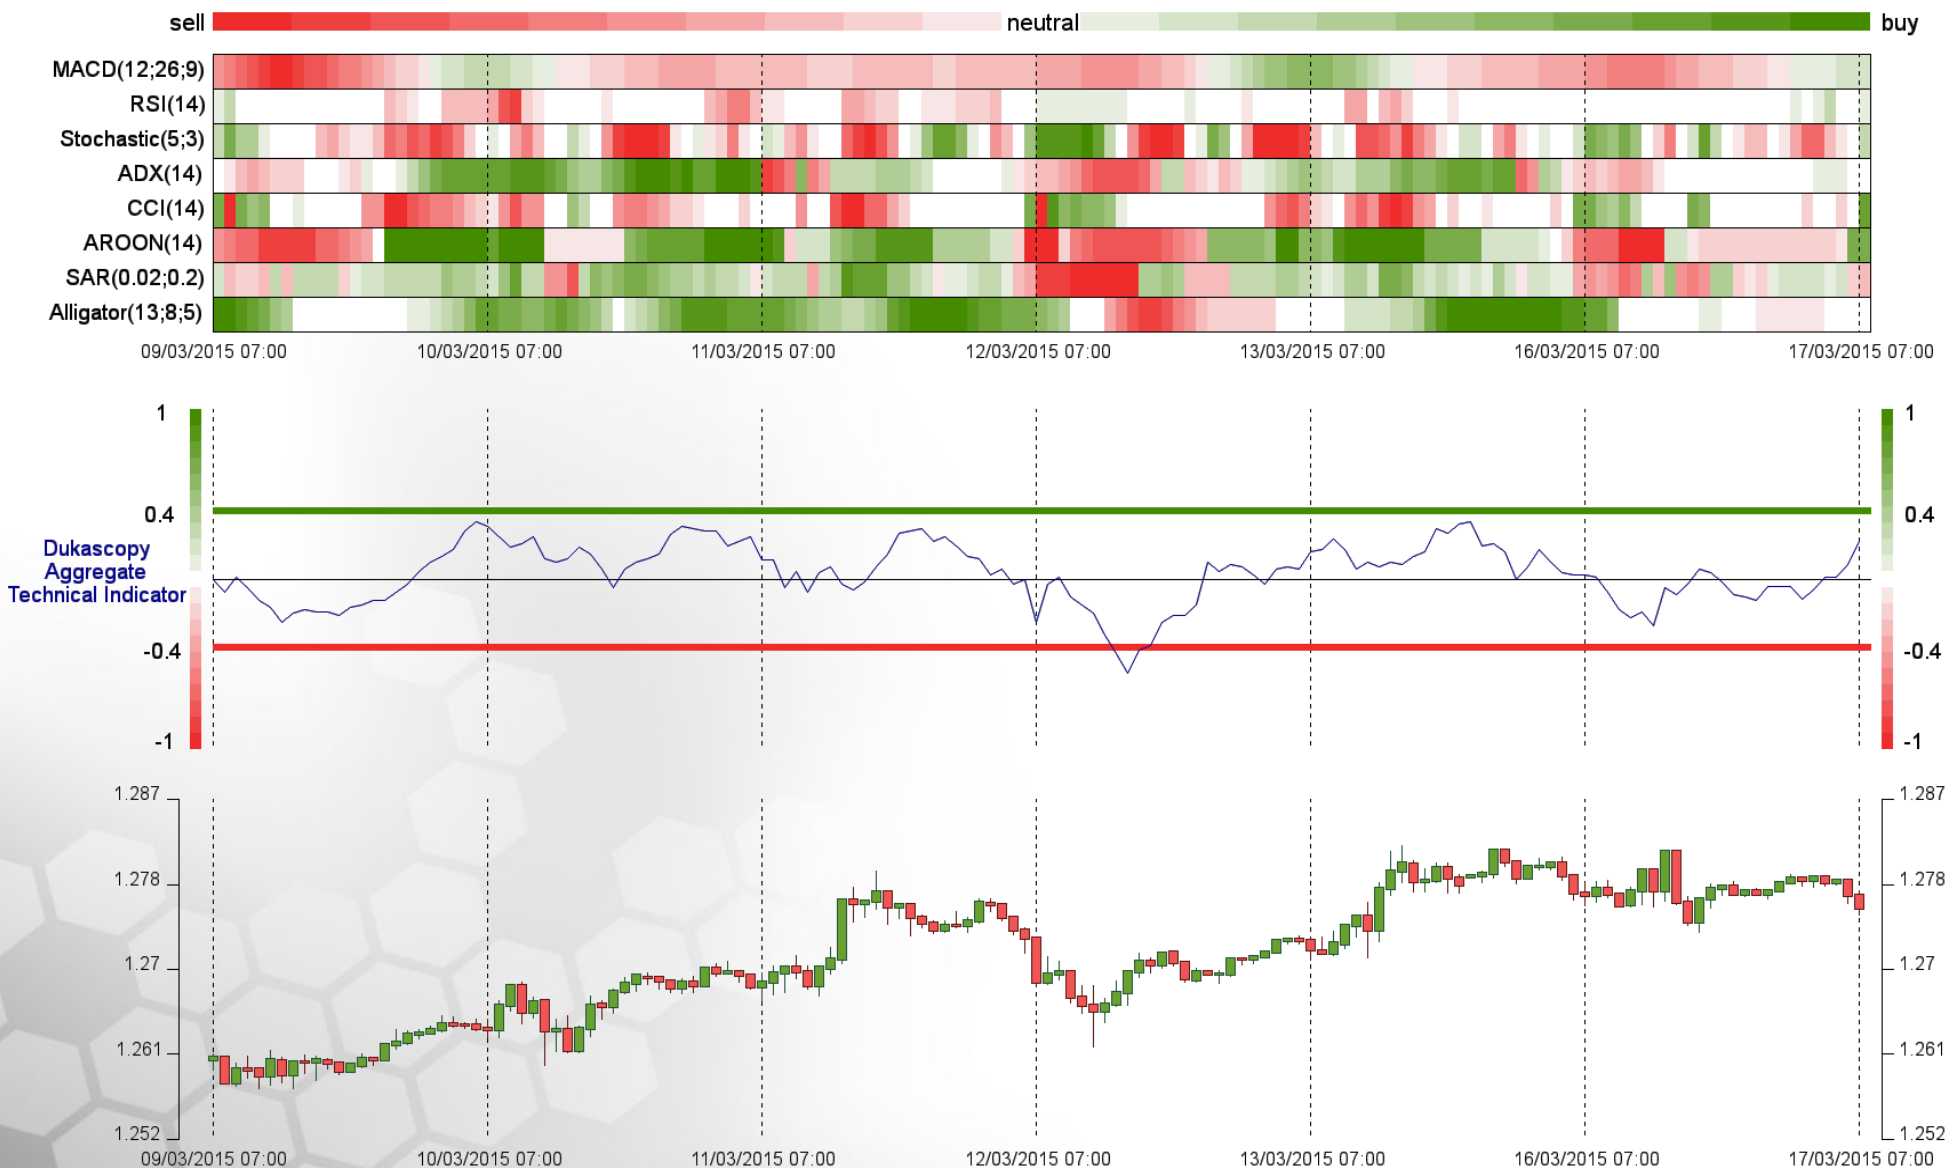 sell neutral buy
MACD(12;26;9)
RSI(14)
Stochastic(5;3)
ADX(14)
CCI(14)
AROON(14)
SAR(0.02;0.2)
Alligator(13;8;5)
09/03/2015 07:00 10/03/2015 07:00 11/03/2015 07:00 12/03/2015 07:00 13/03/2015 07:00 16/03/2015 07:00 17/03/2015 07:00
1 1
0.4 0.4
Dukascopy
Aggregate
Technical Indicator
-0.4 -0.4
-1 -1
1.287 1.287
1.278 1.278
1.27 1.27
1.261 1.261
1.252 1.252
09/03/2015 07:00 10/03/2015 07:00 11/03/2015 07:00 12/03/2015 07:00 13/03/2015 07:00 16/03/2015 07:00 17/03/2015 07:00